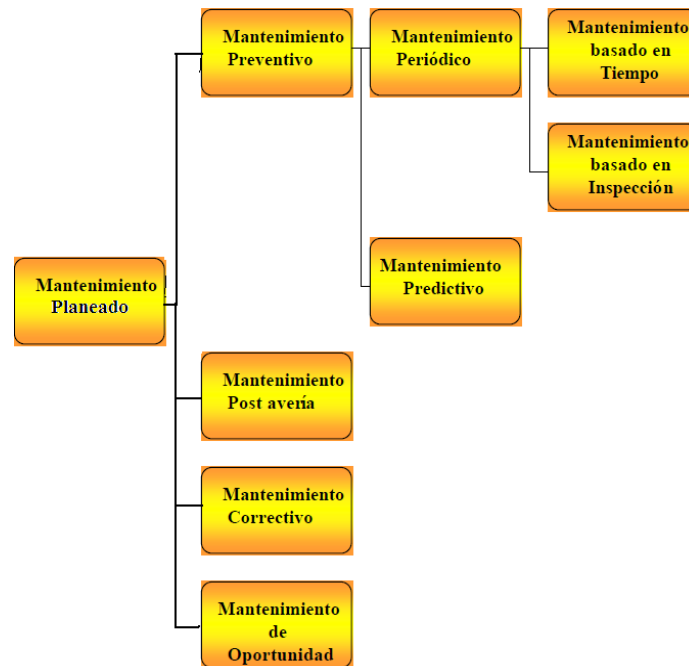 Mantenimiento
Preventivo
Mantenimiento
Periódico
Mantenimiento
basado en
Tiempo
Mantenimiento
basado en
Inspección
Mantenimiento
Predictivo
Mantenimiento
Planeado
Mantenimiento
Post avería
Mantenimiento
Correctivo
Mantenimiento
de
Oportunidad